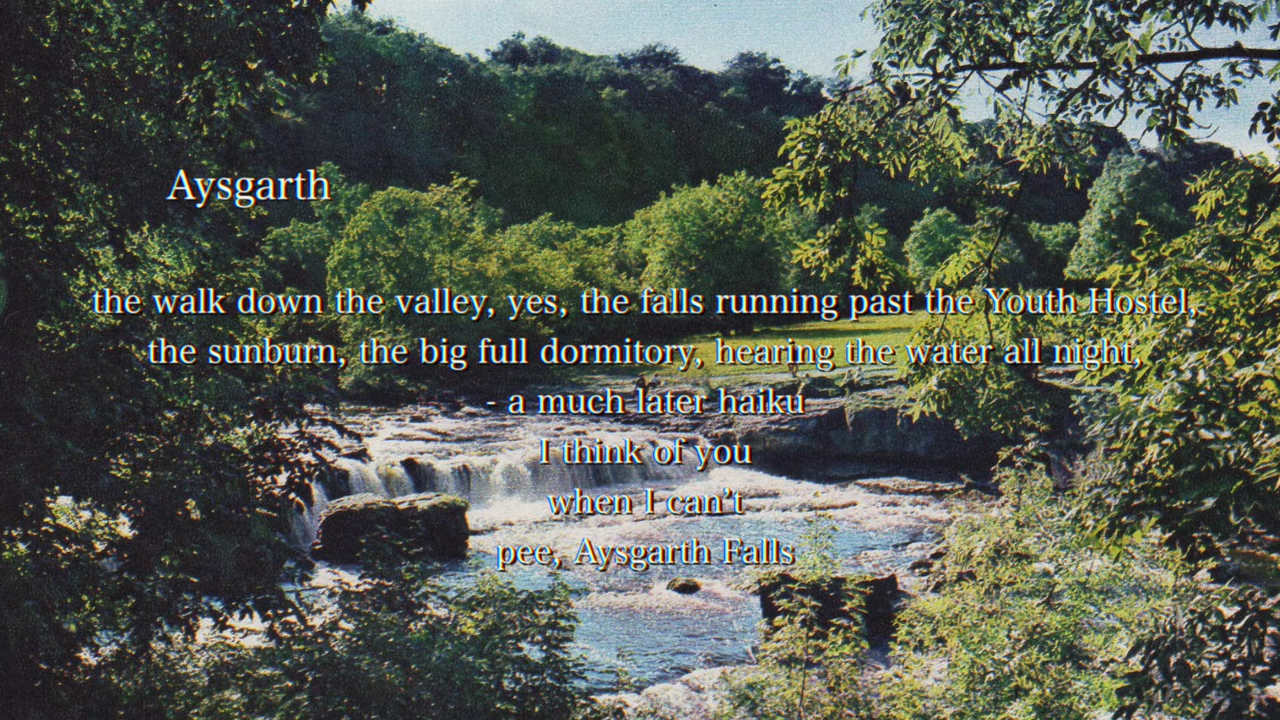 Aysgarth
the walk down the valley, yes, the falls running past the Youth Hostel,
the sunburn, the big full dormitory, hearing the water all night,
- a much later haiku
I think of you
when I can't
pee, Aysgarth Falls